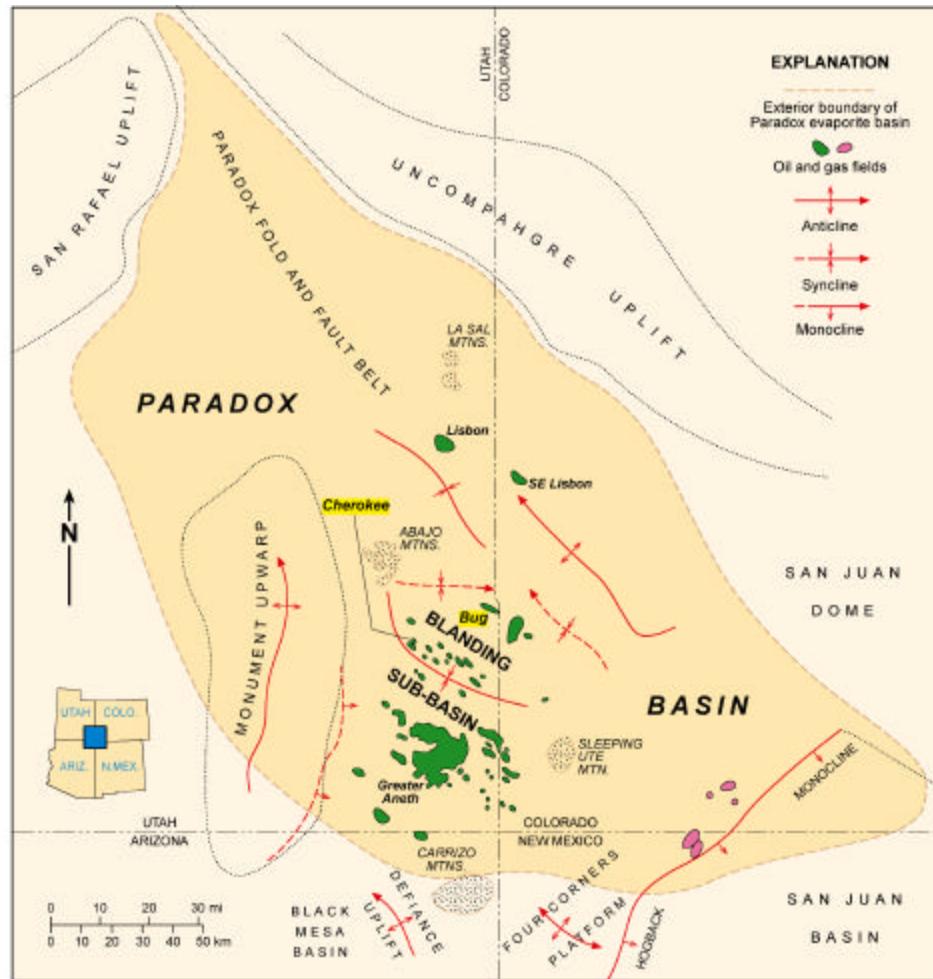 UTAH
COLORADO
EXPLANATION
Exterior boundary of
Paradox evaporite basin
Oil and gas fields
Anticline
Syncline
Monocline
SAN RAFAEL UPLIFT
PARADOX FOLD AND FAULT BELT
UNCOMPAHGRE UPLIFT
LA SAL
MTNS.
PARADOX
Lisbon
SE Lisbon
Cherokee
N
ABAJO
MTNS.
MONUMENT UPWARP
SAN JUAN
DOME
Bug
BLANDING
SUB-BASIN
BASIN
UTAH
COLO.
ARIZ.
N.MEX.
SLEEPING
UTE
MTN.
MONOCLINE
Greater
Aneth
UTAH
ARIZONA
COLORADO
NEW MEXICO
CARRIZO
MTNS.
0 10 20 30 mi
0 10 20 30 40 50 km
BLACK
MESA
BASIN
DEFIANCE
UPLIFT
FOUR CORNERS
PLATFORM
HOGBACK
SAN JUAN
BASIN